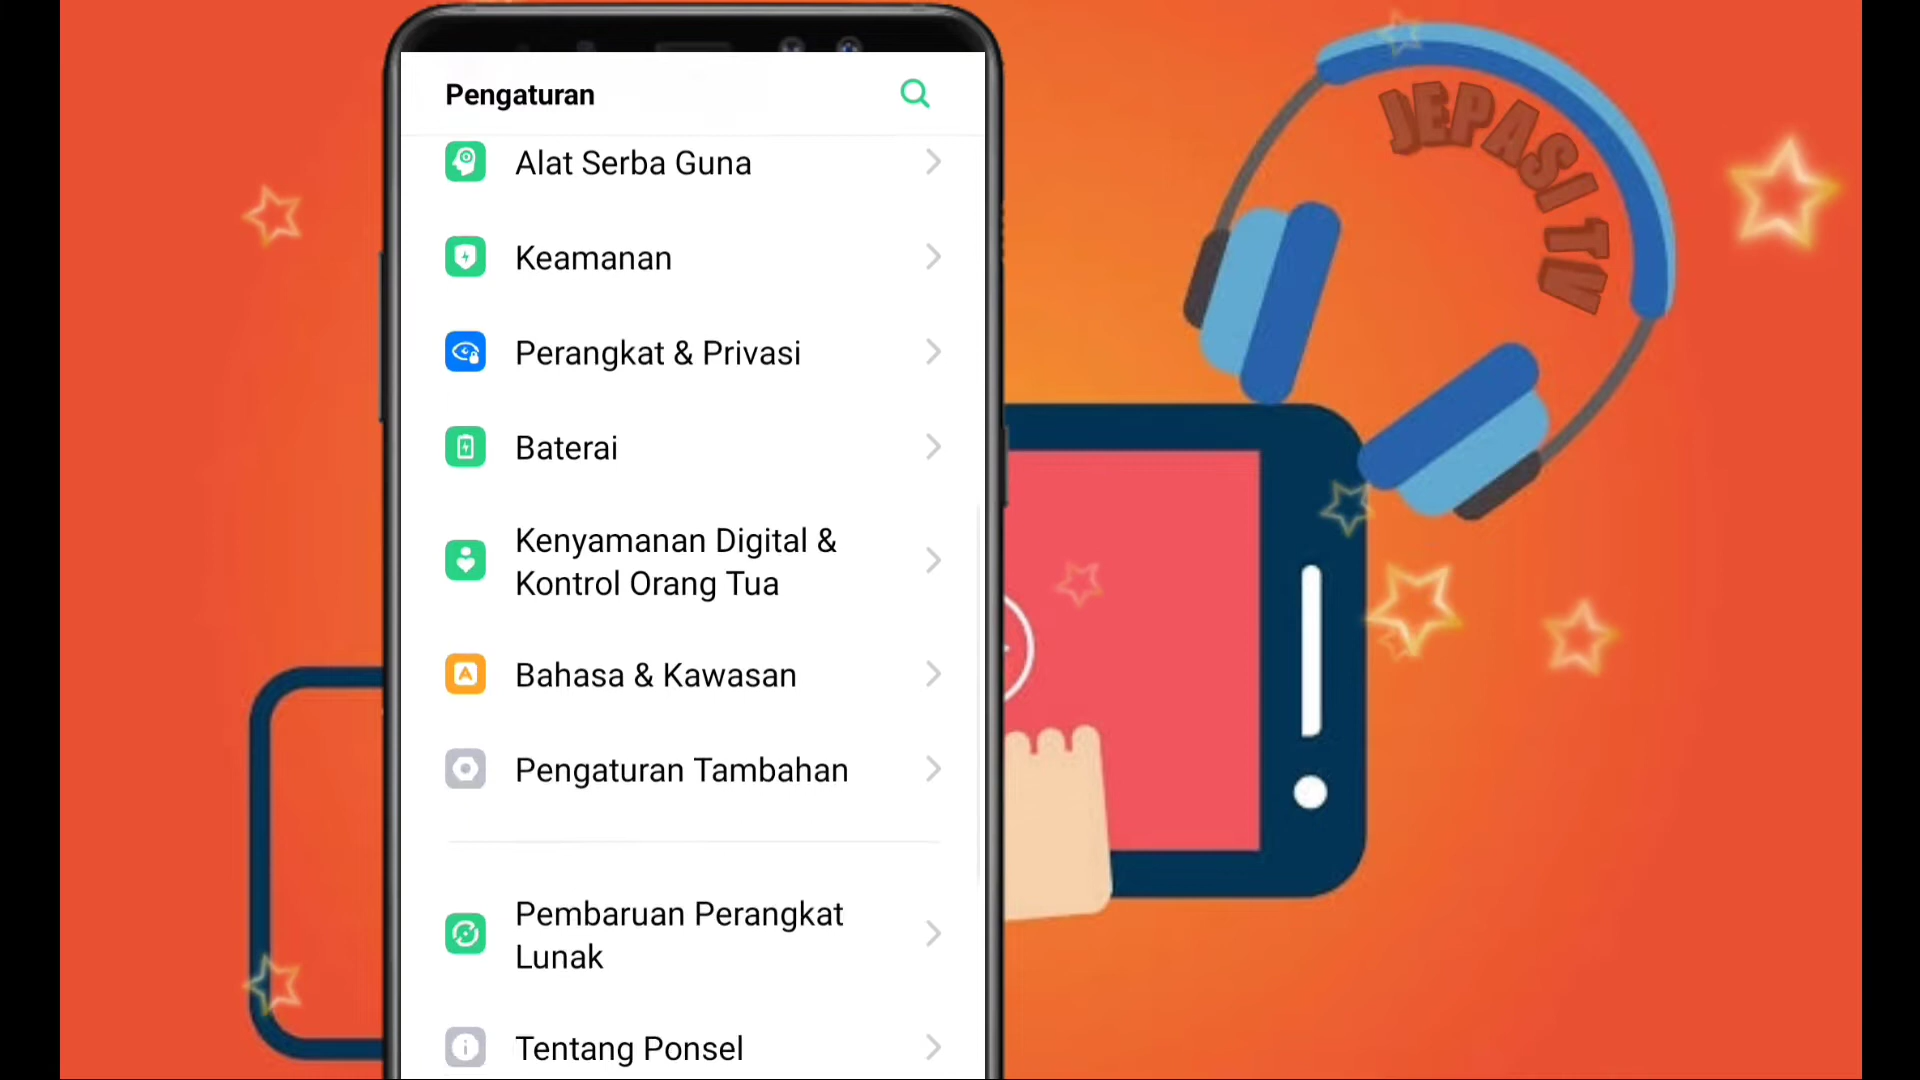 Pengaturan
Alat Serba Guna
Keamanan
Perangkat & Privasi
Baterai
Kenyamanan Digital &
Kontrol Orang Tua
Bahasa & Kawasan
Pengaturan Tambahan
Pembaruan Perangkat
Lunak
Tentang Ponsel
JEPASI TV